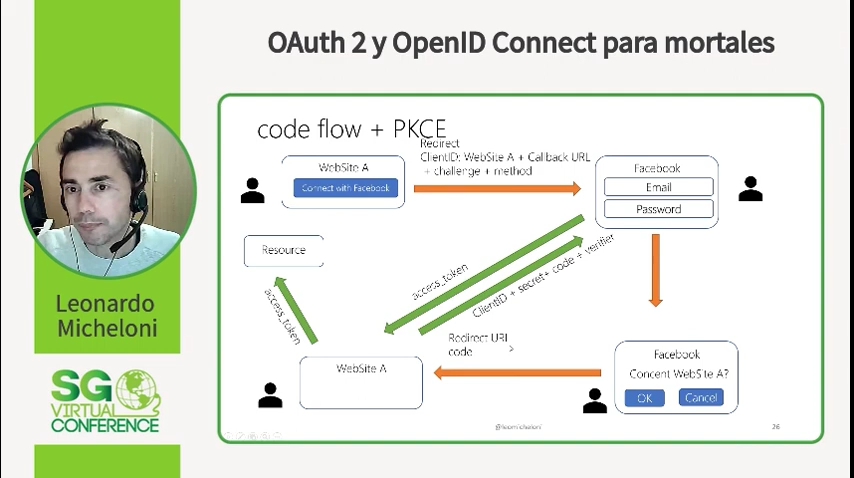 OAuth 2 y OpenID Connect para mortales
code flow + PKCE
Redirect
ClientID: WebSite A + Callback URL
+ challenge + method
WebSite A
Connect with Facebook
Facebook
Email
Password
Resource
access_token
access_token
ClientID + secret+ code + verifier
Redirect URL
code
WebSite A
Facebook
Concent WebSite A?
OK
Cancel
@leomicheloni
26
Leonardo
Micheloni
SG
VIRTUAL
CONFERENCE